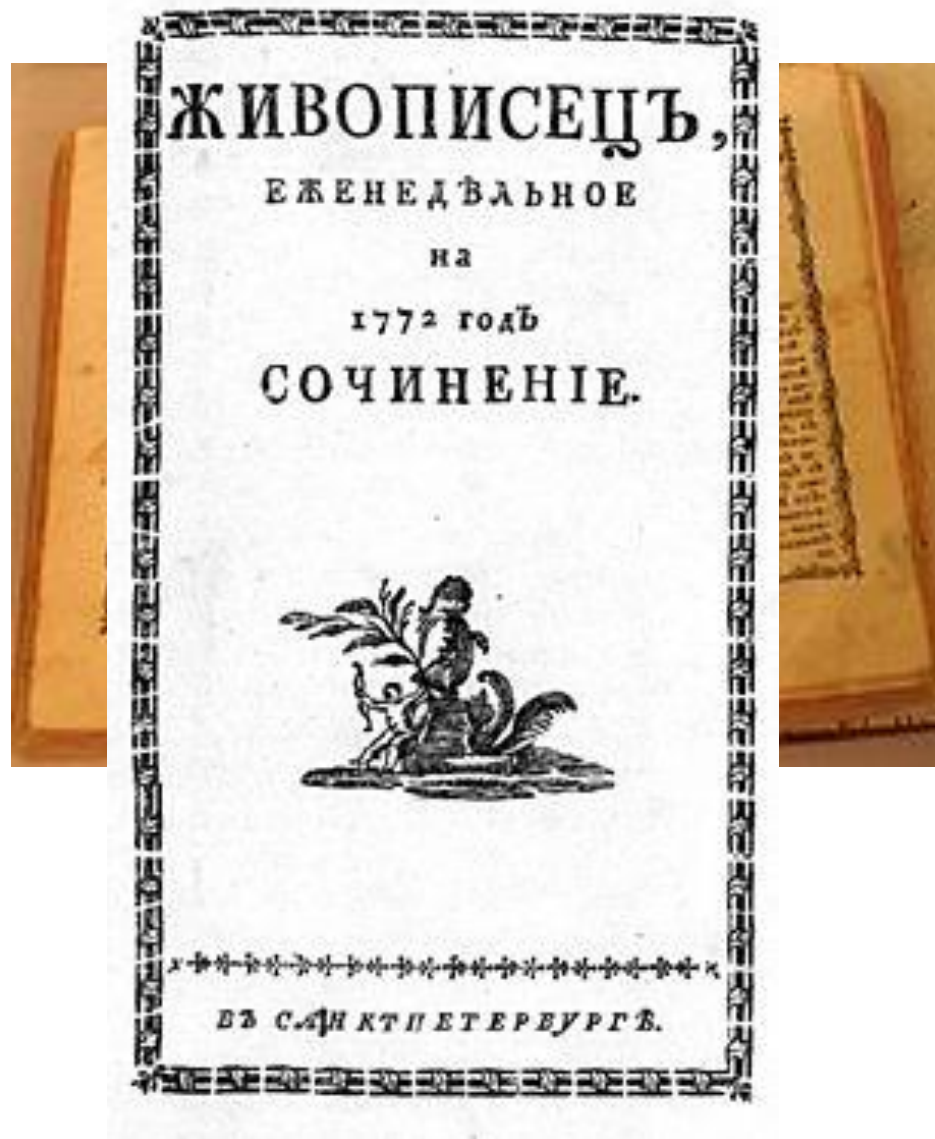 ЖИВОПИСЕЦЪ,
ЕЖЕНЕДѢЛЬНОЕ
на
1772 годЪ
СОЧИНЕНІЕ.
ВЪ САНКТПЕТЕРБУРГѢ.